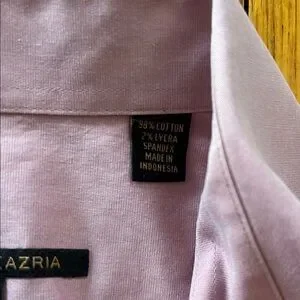 98% COTTON
2% LYCRA
SPANDEX
MADE IN
INDONESIA
AZRIA